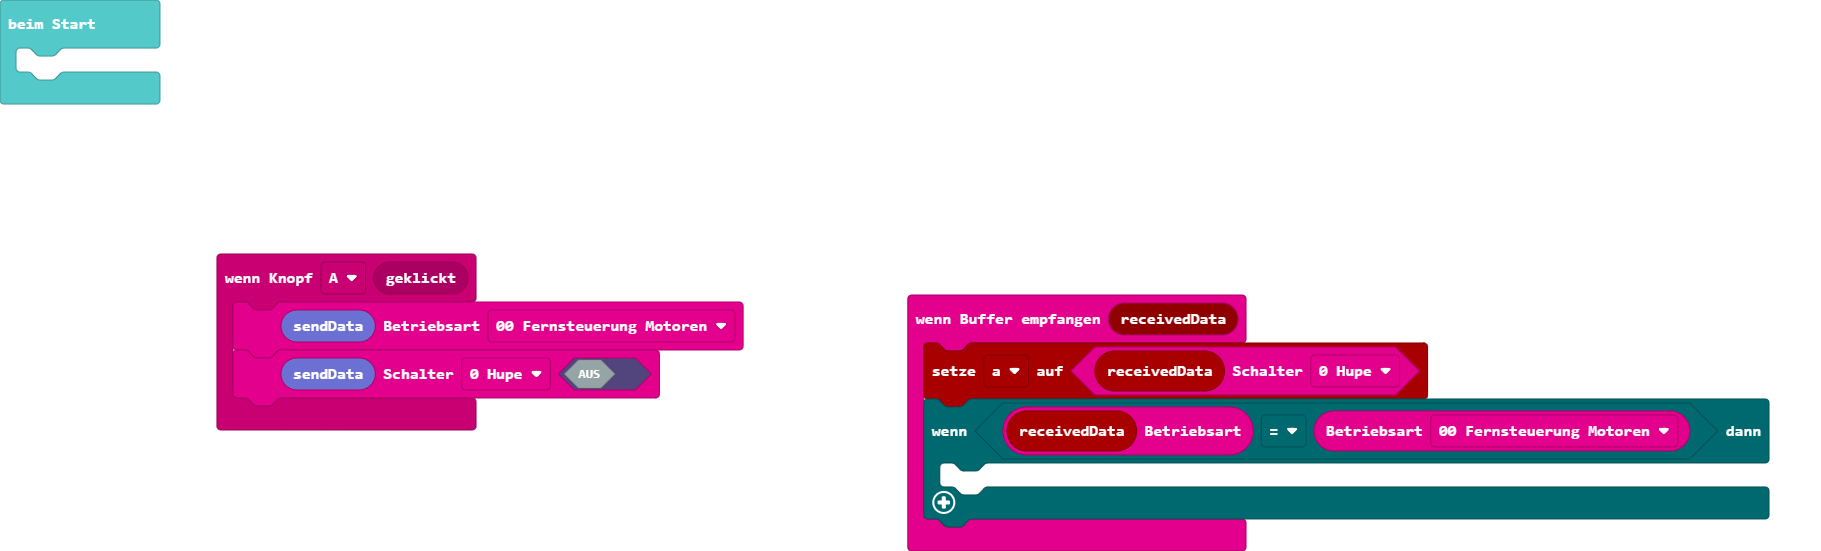 beim Start
wenn Knopf A geklickt
sendData Betriebsart 00 Fernsteuerung Motoren
sendData Schalter 0 Hupe AUS
wenn Buffer empfangen receivedData
setze a auf receivedData Schalter 0 Hupe
wenn receivedData Betriebsart = Betriebsart 00 Fernsteuerung Motoren dann